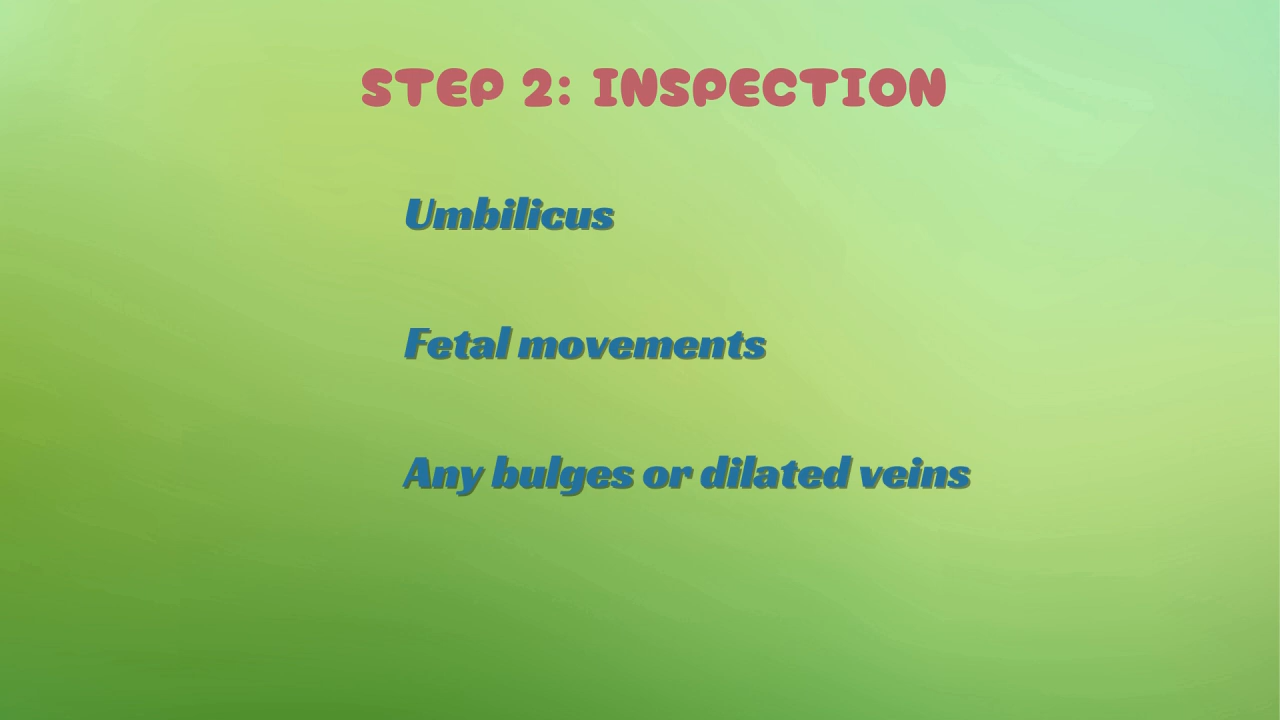 STEP 2: INSPECTION
Umbilicus
Fetal movements
Any bulges or dilated veins